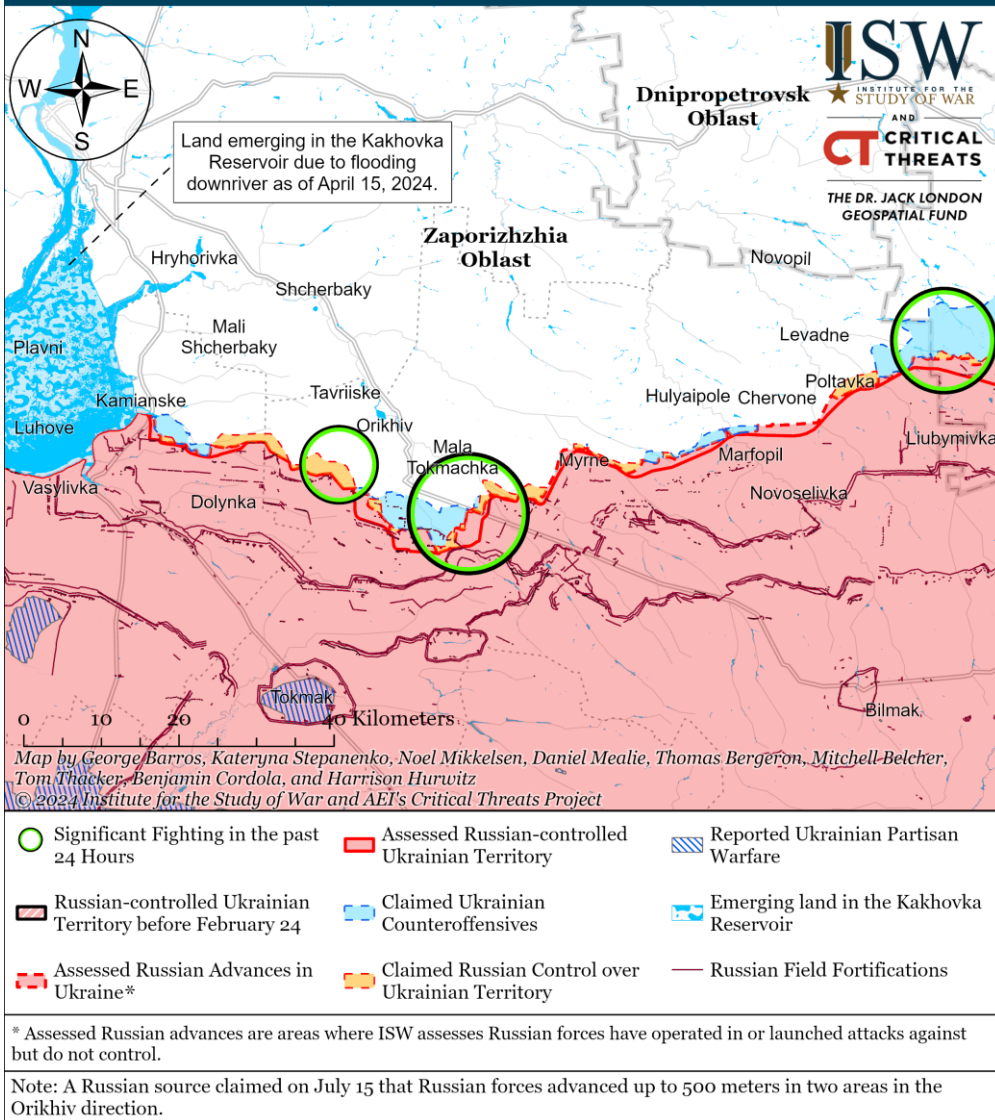 N
W
E
S
Land emerging in the Kakhovka
Reservoir due to flooding
downriver as of April 15, 2024.
ISW
INSTITUTE FOR THE
STUDY OF WAR
AND
CT CRITICAL
THREATS
THE DR. JACK LONDON
GEOSPATIAL FUND
Dnipropetrovsk
Oblast
Zaporizhzhia
Oblast
Hryhorivka
Novopil
Shcherbaky
Mali
Shcherbaky
Levadne
Plavni
Tavriiske
Poltavka
Kamianske
Hulyaipole
Chervone
Luhove
Orikhiv
Liubymivka
Mala
Tokmachka
Myrne
Marfopil
Vasylivka
Dolynka
Novoselivka
Tokmak
Bilmak
0 10 20 40 Kilometers
Map by George Barros, Kateryna Stepanenko, Noel Mikkelsen, Daniel Mealie, Thomas Bergeron, Mitchell Belcher,
Tom Thacker, Benjamin Cordola, and Harrison Hurwitz
© 2024 Institute for the Study of War and AEI's Critical Threats Project
Significant Fighting in the past
24 Hours
Assessed Russian-controlled
Ukrainian Territory
Reported Ukrainian Partisan
Warfare
Russian-controlled Ukrainian
Territory before February 24
Claimed Ukrainian
Counteroffensives
Emerging land in the Kakhovka
Reservoir
Assessed Russian Advances in
Ukraine*
Claimed Russian Control over
Ukrainian Territory
Russian Field Fortifications
* Assessed Russian advances are areas where ISW assesses Russian forces have operated in or launched attacks against
but do not control.
Note: A Russian source claimed on July 15 that Russian forces advanced up to 500 meters in two areas in the
Orikhiv direction.